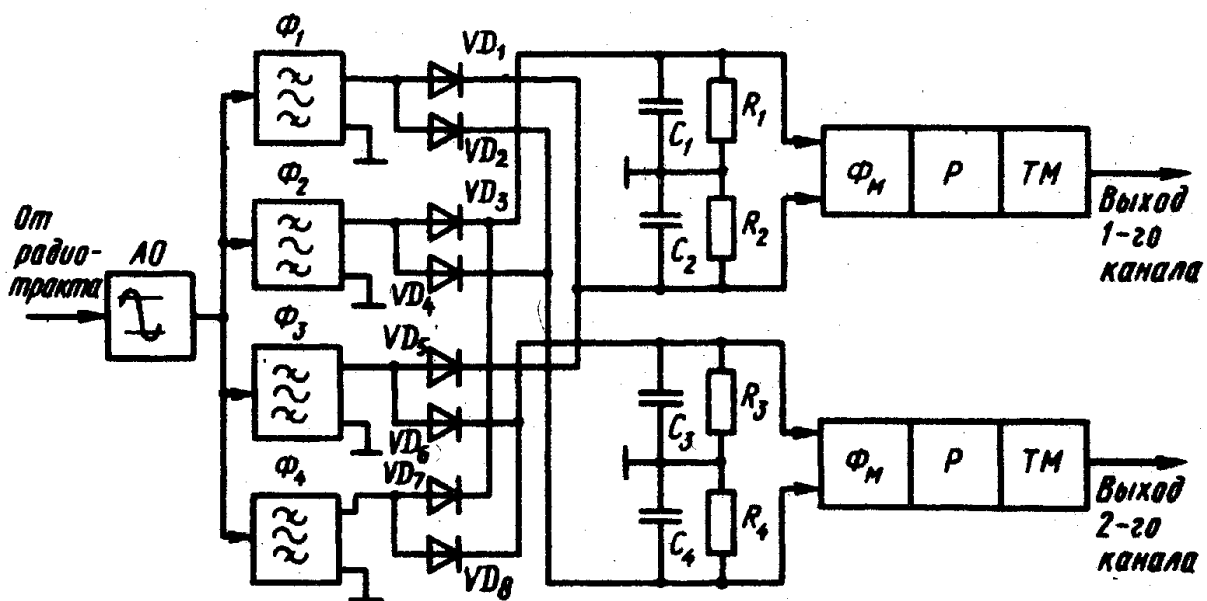 Ф₁
VD₁
VD₂
Ф₂
VD₃
VD₄
От
радио-
тракта
АО
Ф₃
VD₅
VD₆
Ф₄
VD₇
VD₈
C₁
R₁
C₂
R₂
Фм Р ТМ
Выход
1-го
канала
C₃
R₃
C₄
R₄
Фм Р ТМ
Выход
2-го
канала